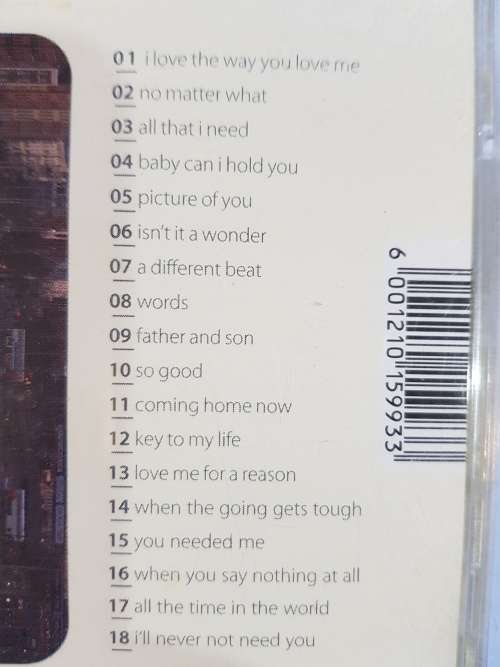 01 i love the way you love me
02 no matter what
03 all that i need
04 baby can i hold you
05 picture of you
06 isn't it a wonder
07 a different beat
08 words
09 father and son
10 so good
11 coming home now
12 key to my life
13 love me for a reason
14 when the going gets tough
15 you needed me
16 when you say nothing at all
17 all the time in the world
18 i'll never not need you
6 001210 159933